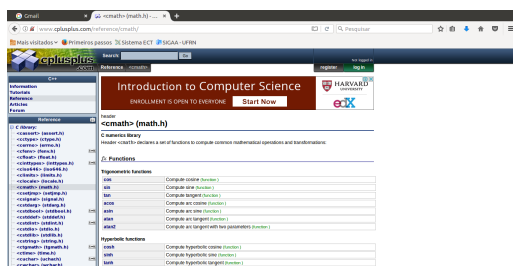 Gmail
<cmath> (math.h) - ...
www.cplusplus.com/reference/cmath/
Pesquisar
Mais visitados
Primeiros passos
Sistema ECT
SIGAA - UFRN
cplusplus
.com
Search:
Go
Not logged in
Reference
<cmath>
register
log in
C++
Information
Tutorials
Reference
Articles
Forum
Reference
C library:
<cassert> (assert.h)
<cctype> (ctype.h)
<cerrno> (errno.h)
<cfenv> (fenv.h)
<cfloat> (float.h)
<cinttypes> (inttypes.h)
<ciso646> (iso646.h)
<climits> (limits.h)
<clocale> (locale.h)
<cmath> (math.h)
<csetjmp> (setjmp.h)
<csignal> (signal.h)
<cstdarg> (stdarg.h)
<cstdbool> (stdbool.h)
<cstddef> (stddef.h)
<cstdint> (stdint.h)
<cstdio> (stdio.h)
<cstdlib> (stdlib.h)
<cstring> (string.h)
<ctgmath> (tgmath.h)
<ctime> (time.h)
<cuchar> (uchar.h)
<cwchar> (wchar.h)
Introduction to Computer Science
ENROLLMENT IS OPEN TO EVERYONE
Start Now
HARVARD
UNIVERSITY
edX
header
<cmath> (math.h)
C numerics library
Header <cmath> declares a set of functions to compute common mathematical operations and transformations:
Functions
Trigonometric functions
cos Compute cosine (function )
sin Compute sine (function )
tan Compute tangent (function )
acos Compute arc cosine (function )
asin Compute arc sine (function )
atan Compute arc tangent (function )
atan2 Compute arc tangent with two parameters (function )
Hyperbolic functions
cosh Compute hyperbolic cosine (function )
sinh Compute hyperbolic sine (function )
tanh Compute hyperbolic tangent (function )